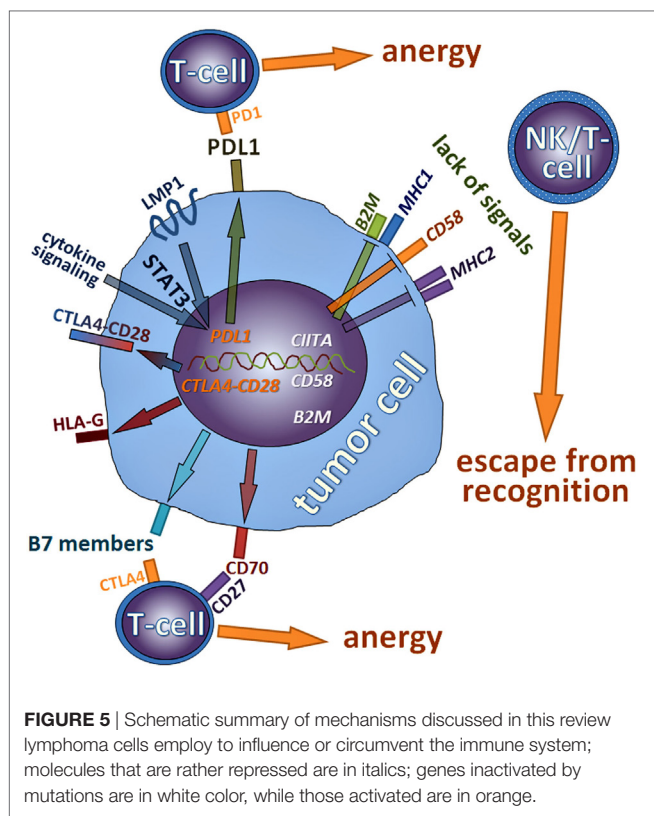 T-cell
anergy
PD1
PDL1
NK/T-
cell
LMP1
B2M
MHC1
lack of signals
CD58
MHC2
cytokine
signaling
STAT3
CTLA4-CD28
PDL1
CIITA
CTLA4-CD28
CD58
B2M
HLA-G
tumor cell
escape from
recognition
B7 members
CTLA4
CD70
CD27
T-cell
anergy
FIGURE 5 | Schematic summary of mechanisms discussed in this review
lymphoma cells employ to influence or circumvent the immune system;
molecules that are rather repressed are in italics; genes inactivated by
mutations are in white color, while those activated are in orange.